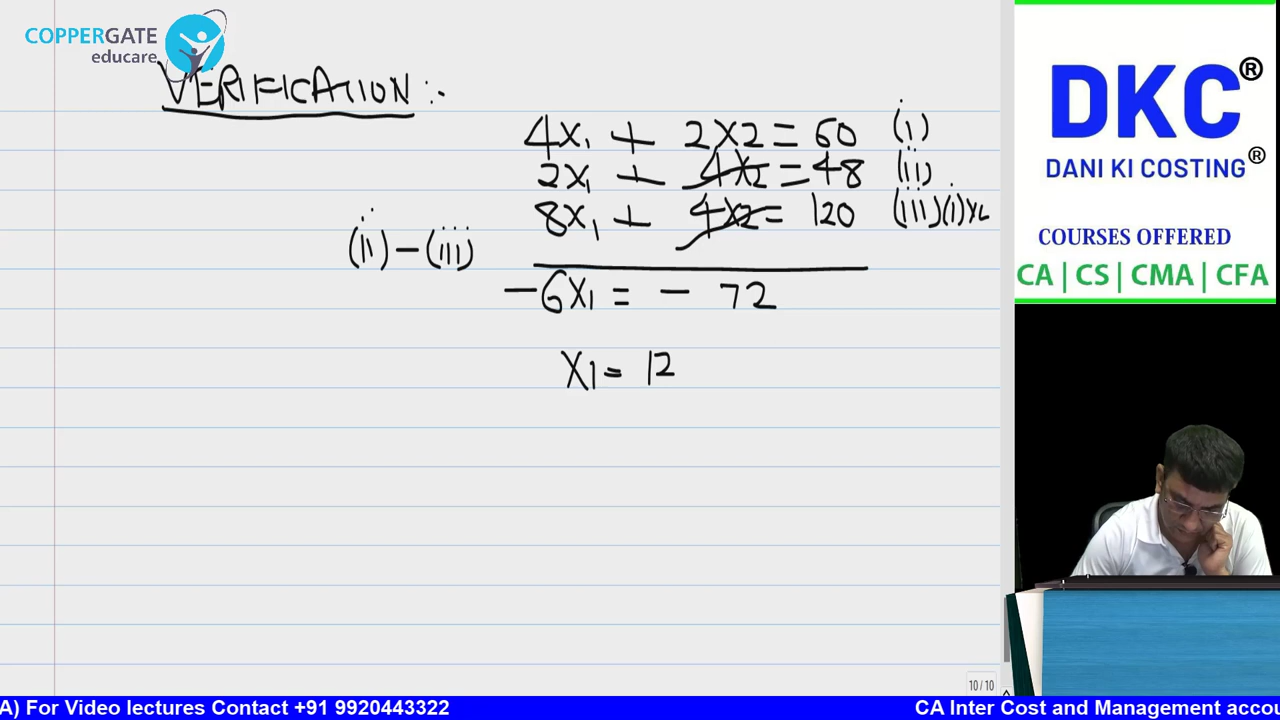 COPPERGATE
educare
VERIFICATION :-
4X1 + 2X2 = 60 (i)
2X1 + 4X2 = 48 (ii)
8X1 + 4X2 = 120 (iii)(i)x2
(ii) - (iii)
-6X1 = - 72
X1 = 12
10/10
DKC®
DANI KI COSTING®
COURSES OFFERED
CA | CS | CMA | CFA
A) For Video lectures Contact +91 9920443322
CA Inter Cost and Management accou